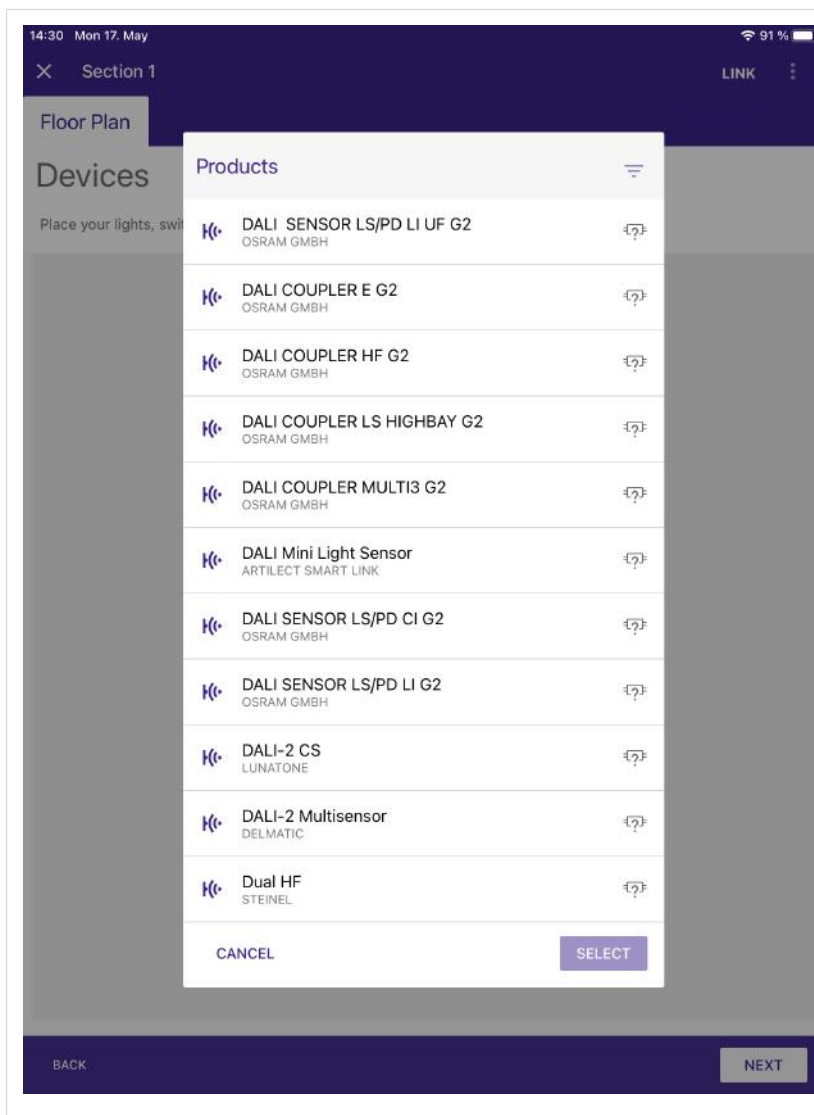 14:30 Mon 17. May
91 %
Section 1
LINK
Floor Plan
Devices
Place your lights, swi
Products
DALI SENSOR LS/PD LI UF G2
OSRAM GMBH
DALI COUPLER E G2
OSRAM GMBH
DALI COUPLER HF G2
OSRAM GMBH
DALI COUPLER LS HIGHBAY G2
OSRAM GMBH
DALI COUPLER MULTI3 G2
OSRAM GMBH
DALI Mini Light Sensor
ARTILECT SMART LINK
DALI SENSOR LS/PD CI G2
OSRAM GMBH
DALI SENSOR LS/PD LI G2
OSRAM GMBH
DALI-2 CS
LUNATONE
DALI-2 Multisensor
DELMATIC
Dual HF
STEINEL
CANCEL
SELECT
BACK
NEXT